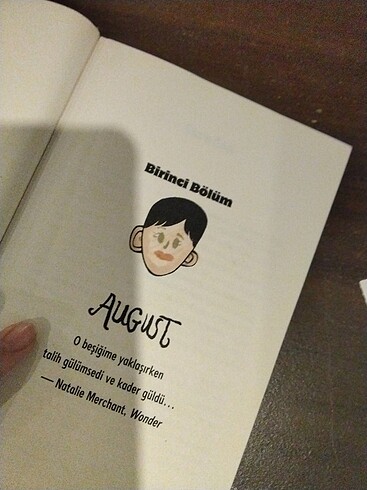 Birinci Bölüm
AUGUST
O beşiğime yaklaşırken
talih gülümsedi ve kader güldü...
— Natalie Merchant, Wonder